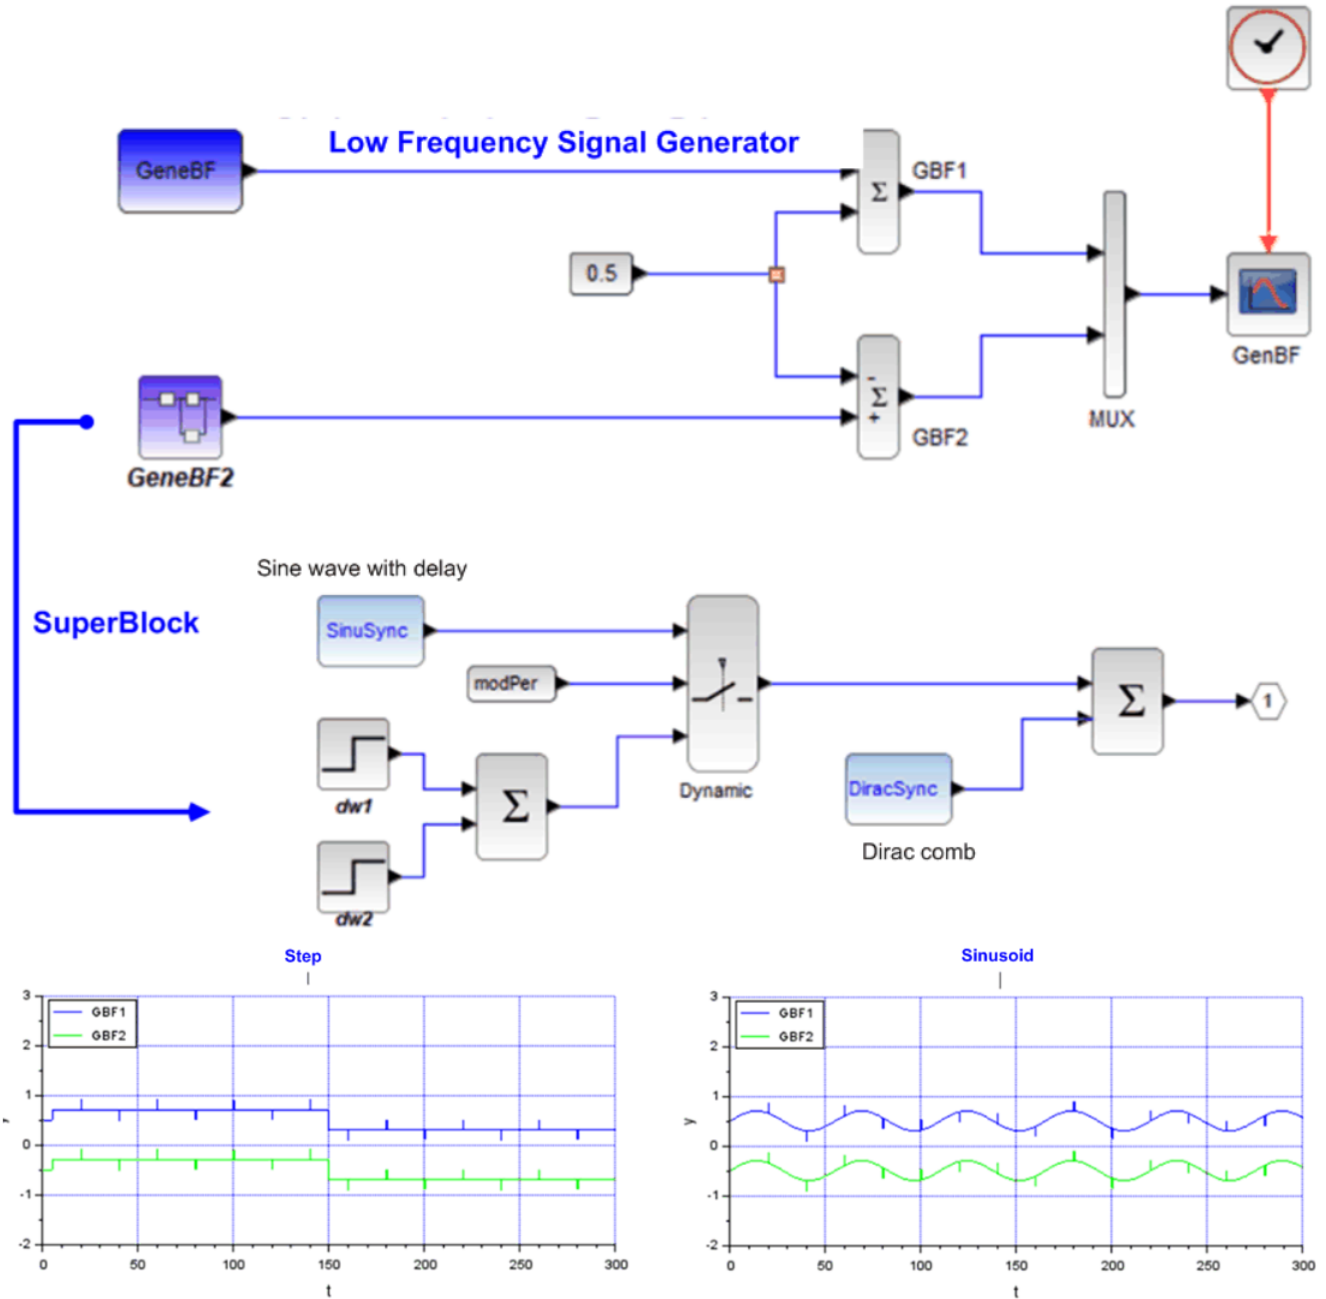 Low Frequency Signal Generator
GeneBF
Σ
GBF1
0.5
GenBF
-
Σ
+
GBF2
MUX
GeneBF2
Sine wave with delay
SuperBlock
SinuSync
modPer
1
Σ
dw1
Dynamic
DiracSync
Σ
Dirac comb
dw2
Step
Sinusoid
3
2
1
0
-1
-2
GBF1
GBF2
0 50 100 150 200 250 300
t
3
2
1
0
-1
-2
y
GBF1
GBF2
0 50 100 150 200 250 300
t